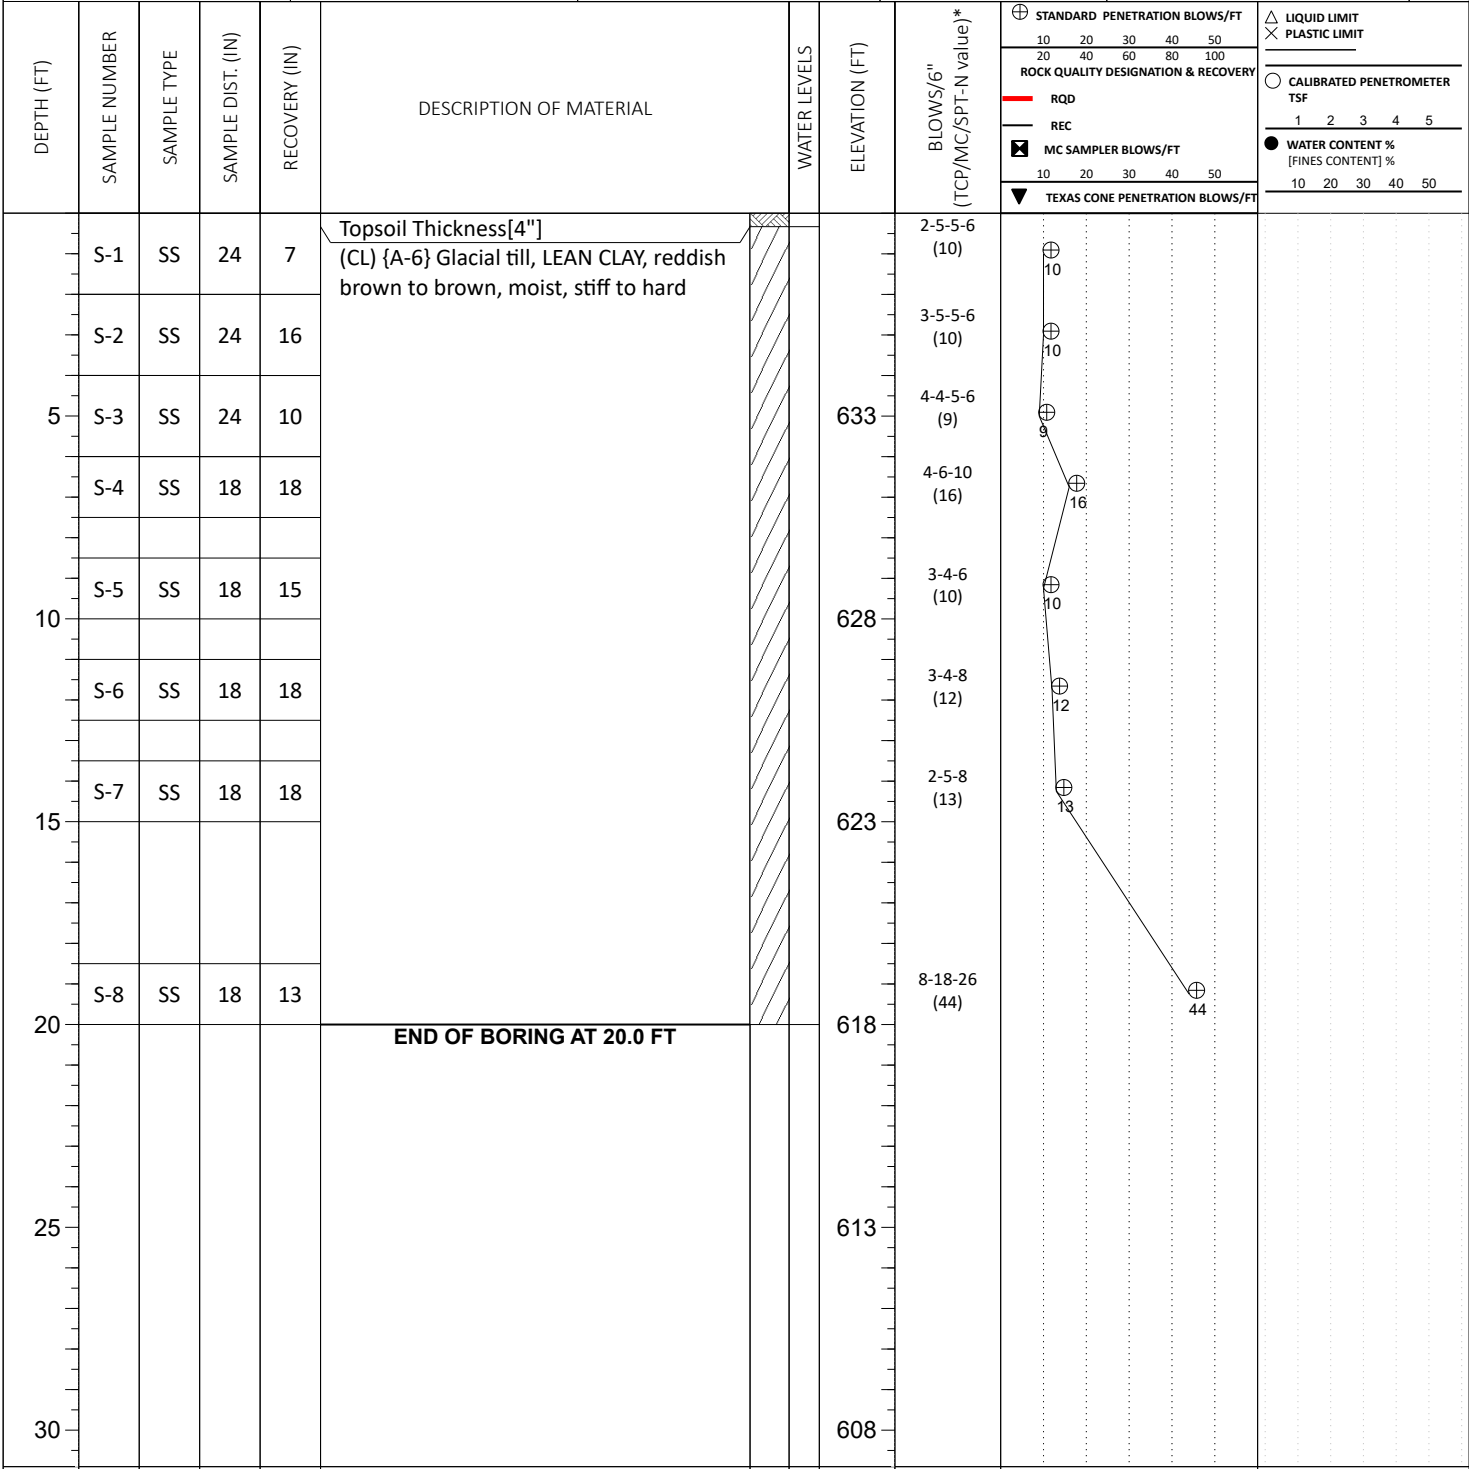 DEPTH (FT)
SAMPLE NUMBER
SAMPLE TYPE
SAMPLE DIST. (IN)
RECOVERY (IN)
DESCRIPTION OF MATERIAL
WATER LEVELS
ELEVATION (FT)
BLOWS/6"
(TCP/MC/SPT-N value)*
STANDARD PENETRATION BLOWS/FT
10 20 30 40 50
20 40 60 80 100
ROCK QUALITY DESIGNATION & RECOVERY
RQD
REC
MC SAMPLER BLOWS/FT
10 20 30 40 50
TEXAS CONE PENETRATION BLOWS/FT
LIQUID LIMIT
PLASTIC LIMIT
CALIBRATED PENETROMETER
TSF
1 2 3 4 5
WATER CONTENT %
[FINES CONTENT] %
10 20 30 40 50
Topsoil Thickness[4"]
(CL) {A-6} Glacial till, LEAN CLAY, reddish
brown to brown, moist, stiff to hard
S-1 SS 24 7
2-5-5-6
(10)
10
S-2 SS 24 16
3-5-5-6
(10)
10
5
S-3 SS 24 10
633
4-4-5-6
(9)
9
S-4 SS 18 18
4-6-10
(16)
16
S-5 SS 18 15
3-4-6
(10)
10
10
628
S-6 SS 18 18
3-4-8
(12)
12
S-7 SS 18 18
2-5-8
(13)
13
15
623
S-8 SS 18 13
8-18-26
(44)
44
20
618
END OF BORING AT 20.0 FT
25
613
30
608